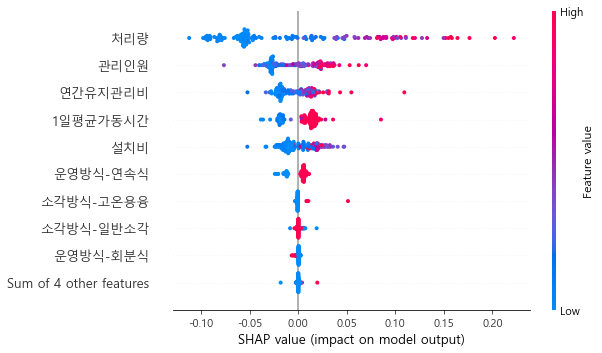 High
처리량
관리인원
연간유지관리비
1일평균가동시간
설치비
운영방식-연속식
소각방식-고온용융
소각방식-일반소각
운영방식-회분식
Sum of 4 other features
Feature value
Low
-0.10 -0.05 0.00 0.05 0.10 0.15 0.20
SHAP value (impact on model output)